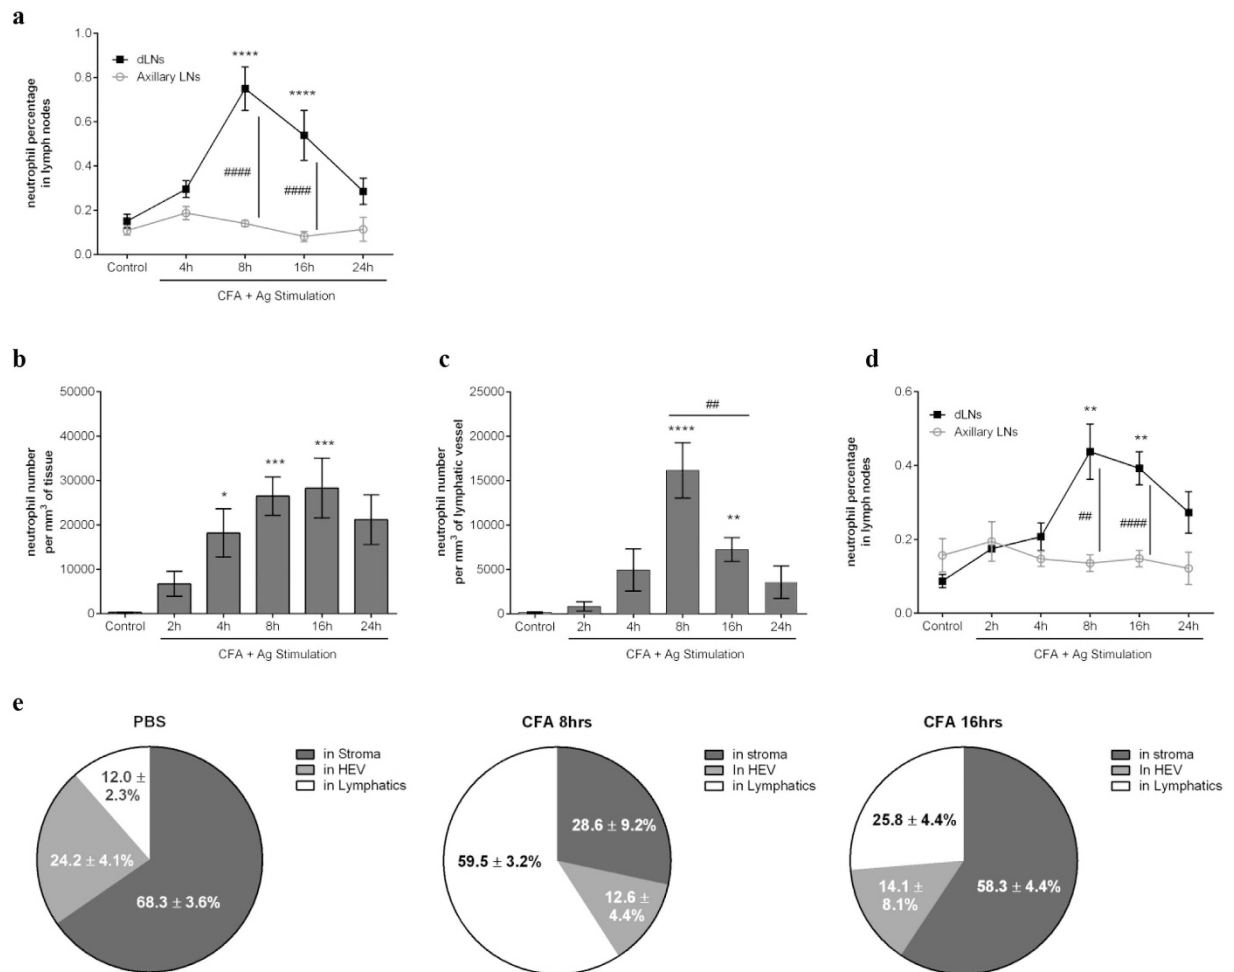 a
neutrophil percentage
in lymph nodes
1.0
0.8
0.6
0.4
0.2
0.0
dLNs
Axillary LNs
****
****
####
####
Control 4h 8h 16h 24h
CFA + Ag Stimulation
b
neutrophil number
per mm³ of tissue
50000
40000
30000
20000
10000
0
*
***
***
Control 2h 4h 8h 16h 24h
CFA + Ag Stimulation
c
neutrophil number
per mm³ of lymphatic vessel
25000
20000
15000
10000
5000
0
##
****
**
Control 2h 4h 8h 16h 24h
CFA + Ag Stimulation
d
neutrophil percentage
in lymph nodes
0.6
0.4
0.2
0.0
dLNs
Axillary LNs
**
**
##
####
Control 2h 4h 8h 16h 24h
CFA + Ag Stimulation
e
PBS
in Stroma
in HEV
in Lymphatics
12.0 ±
2.3%
24.2 ± 4.1%
68.3 ± 3.6%
CFA 8hrs
in stroma
In HEV
in Lymphatics
28.6 ± 9.2%
59.5 ± 3.2%
12.6 ±
4.4%
CFA 16hrs
in stroma
In HEV
in Lymphatics
25.8 ± 4.4%
14.1 ±
8.1%
58.3 ± 4.4%